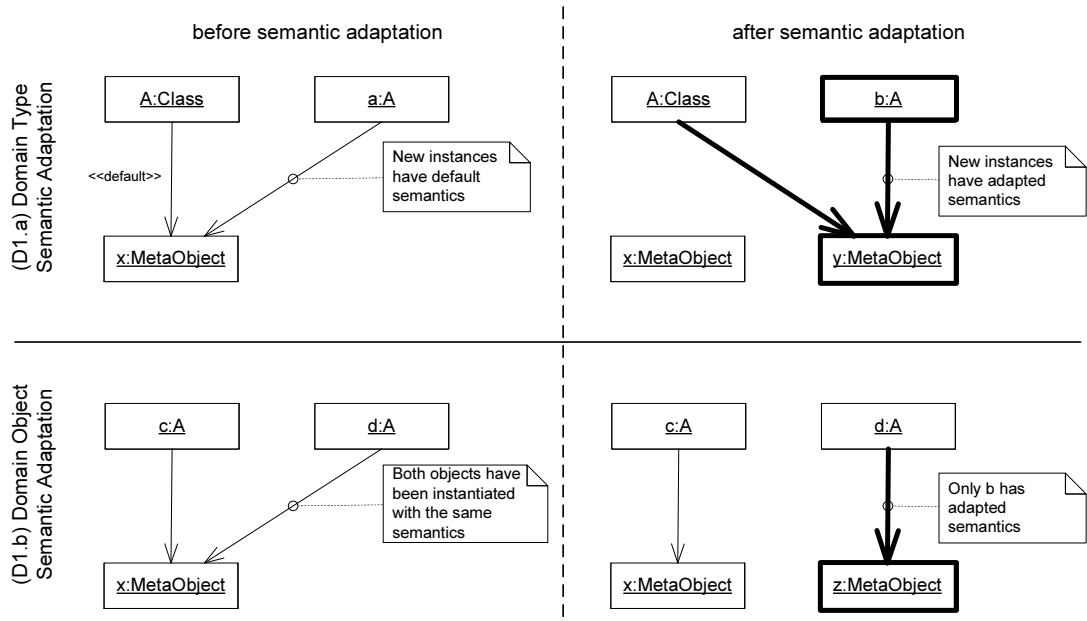 before semantic adaptation
after semantic adaptation
(D1.a) Domain Type
Semantic Adaptation
A:Class
a:A
<<default>>
New instances
have default
semantics
x:MetaObject
A:Class
b:A
New instances
have adapted
semantics
x:MetaObject
y:MetaObject
(D1.b) Domain Object
Semantic Adaptation
c:A
d:A
Both objects have
been instantiated
with the same
semantics
x:MetaObject
c:A
d:A
Only b has
adapted
semantics
x:MetaObject
z:MetaObject